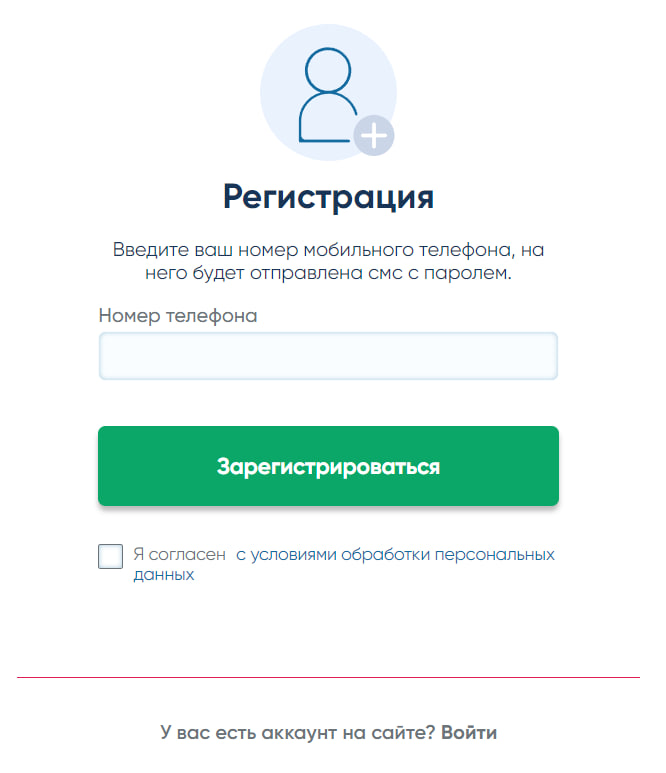 Регистрация
Введите ваш номер мобильного телефона, на
него будет отправлена смс с паролем.
Номер телефона
Зарегистрироваться
Я согласен с условиями обработки персональных
данных
У вас есть аккаунт на сайте? Войти